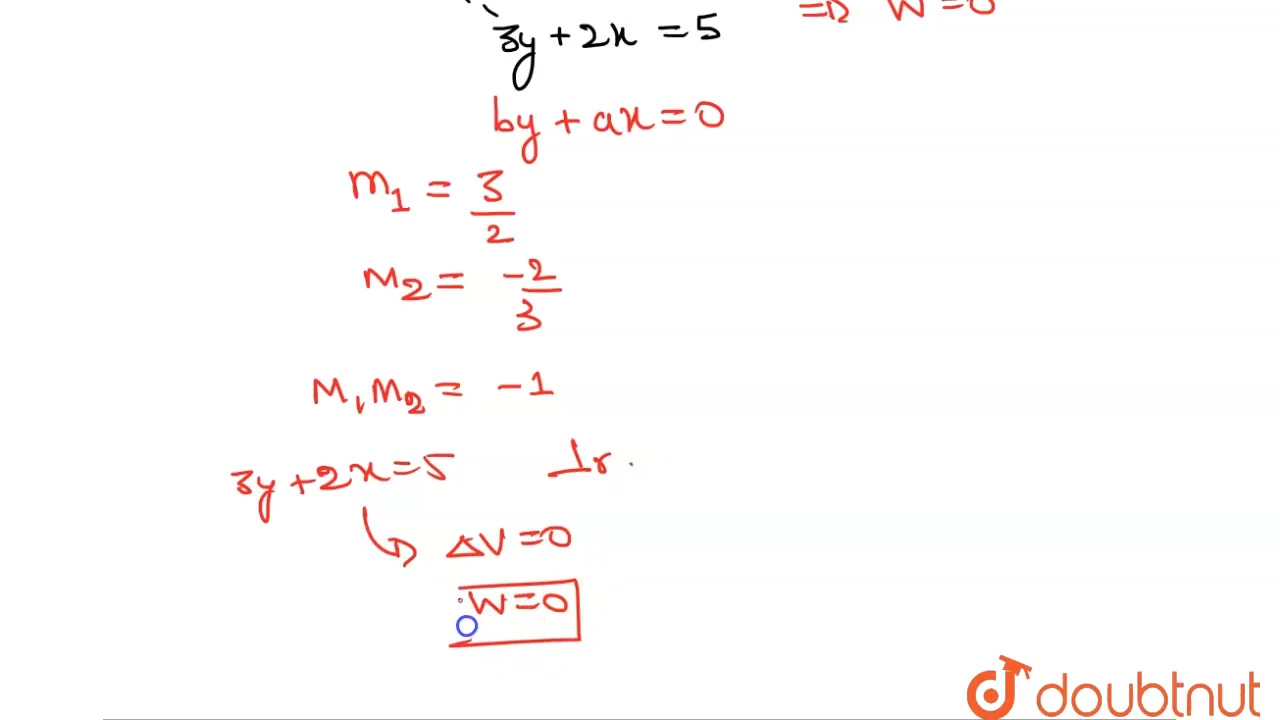 ⇒ W = 0
3y + 2x = 5
by + ax = 0
m₁ = 3/2
m₂ = -2/3
m₁m₂ = -1
3y + 2x = 5 ⊥r.
ΔV = 0
W = 0
doubtnut